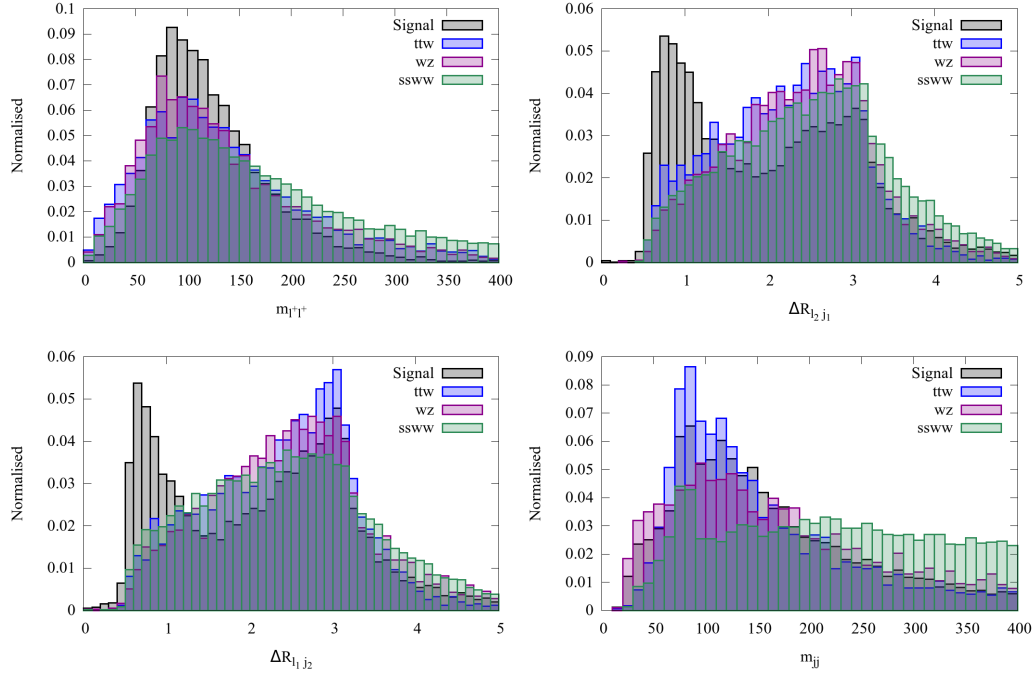 Normalised
0.1
0.09
0.08
0.07
0.06
0.05
0.04
0.03
0.02
0.01
0
Signal
ttw
wz
ssww
0 50 100 150 200 250 300 350 400
m_{l^+l^+}
Normalised
0.06
0.05
0.04
0.03
0.02
0.01
0
Signal
ttw
wz
ssww
0 1 2 3 4 5
ΔR_{l_2 j_1}
Normalised
0.06
0.05
0.04
0.03
0.02
0.01
0
Signal
ttw
wz
ssww
0 1 2 3 4 5
ΔR_{l_1 j_2}
Normalised
0.09
0.08
0.07
0.06
0.05
0.04
0.03
0.02
0.01
0
Signal
ttw
wz
ssww
0 50 100 150 200 250 300 350 400
m_{jj}